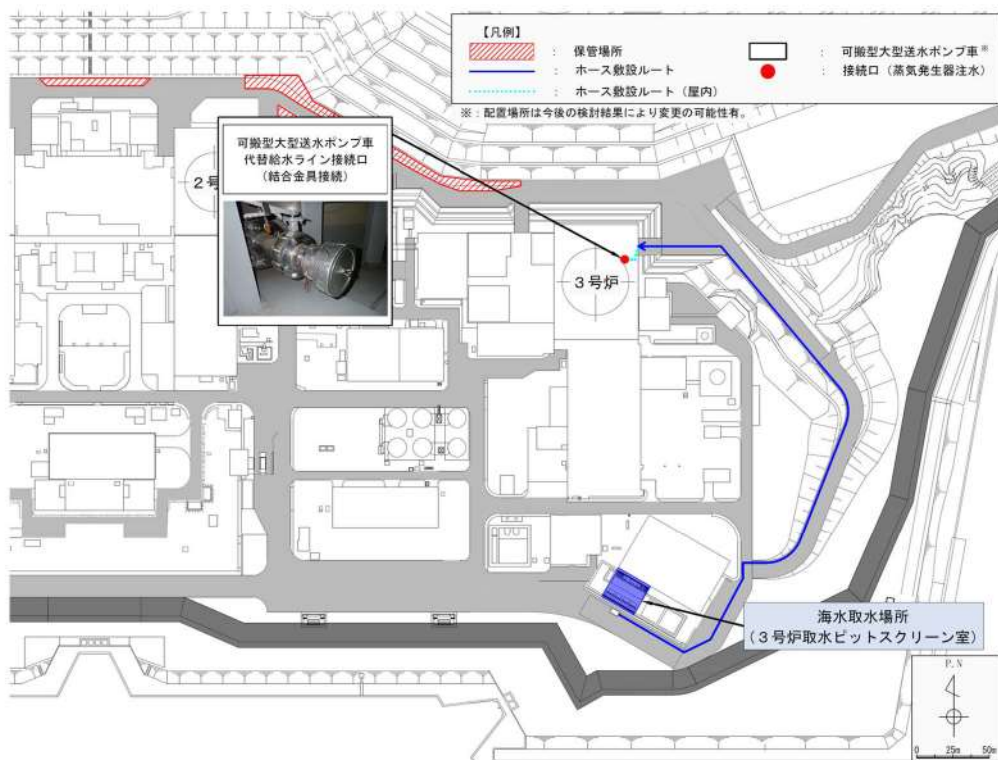 【凡例】
： 保管場所
： ホース敷設ルート
： ホース敷設ルート（屋内）
： 可搬型大型送水ポンプ車※
： 接続口（蒸気発生器注水）
※：配置場所は今後の検討結果により変更の可能性有。
可搬型大型送水ポンプ車
代替給水ライン接続口
（結合金具接続）
２号
３号炉
海水取水場所
（３号炉取水ピットスクリーン室）
P.N
0 25m 50m